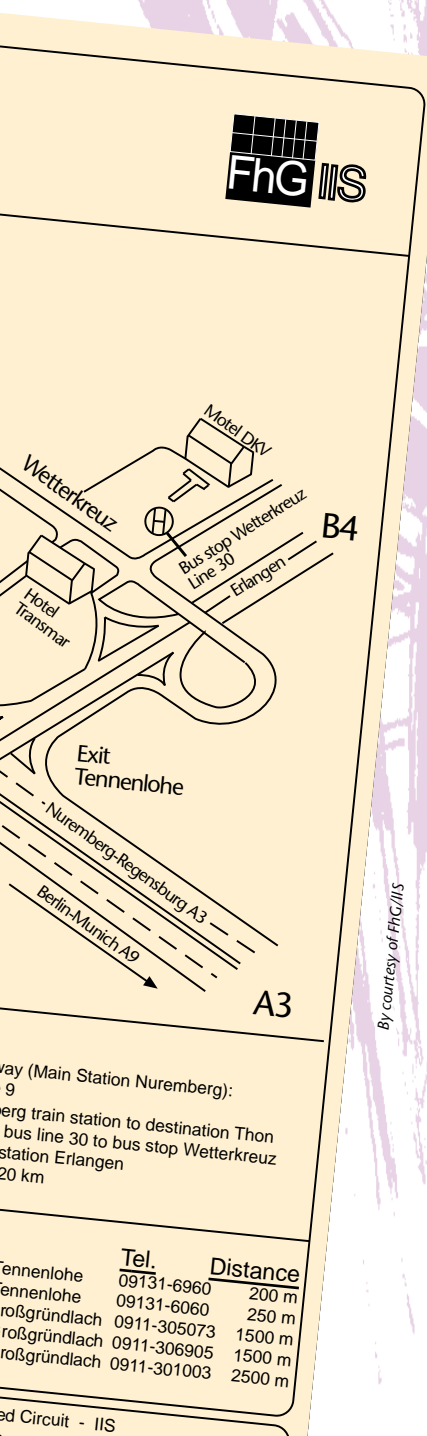 FhG IIS
Motel DKV
Wetterkreuz
B4
Bus stop Wetterkreuz
Line 30
Erlangen
Hotel
Transmar
Exit
Tennenlohe
Nuremberg-Regensburg A3
Berlin-Munich A9
A3
By courtesy of FhG/IIS
(Main Station Nuremberg):
9
train station to destination Thon
bus line 30 to bus stop Wetterkreuz
station Erlangen
20 km
Tel. Distance
Tennenlohe 09131-6960 200 m
Tennenlohe 09131-6060 250 m
roßgründlach 0911-305073 1500 m
roßgründlach 0911-306905 1500 m
roßgründlach 0911-301003 2500 m
Circuit - IIS